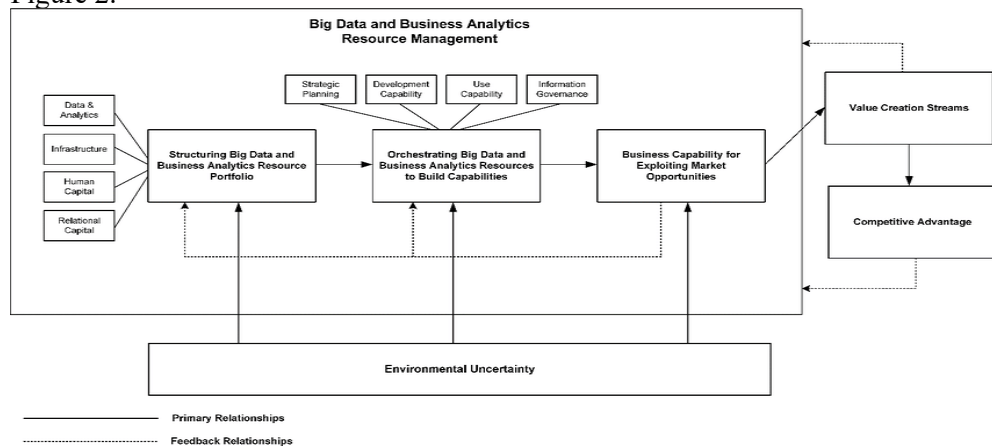 Figure 2.
Big Data and Business Analytics
Resource Management
Strategic
Planning
Development
Capability
Use
Capability
Information
Governance
Data &
Analytics
Infrastructure
Human
Capital
Relational
Capital
Structuring Big Data and
Business Analytics Resource
Portfolio
Orchestrating Big Data and
Business Analytics Resources
to Build Capabilities
Business Capability for
Exploiting Market
Opportunities
Value Creation Streams
Competitive Advantage
Environmental Uncertainty
Primary Relationships
Feedback Relationships